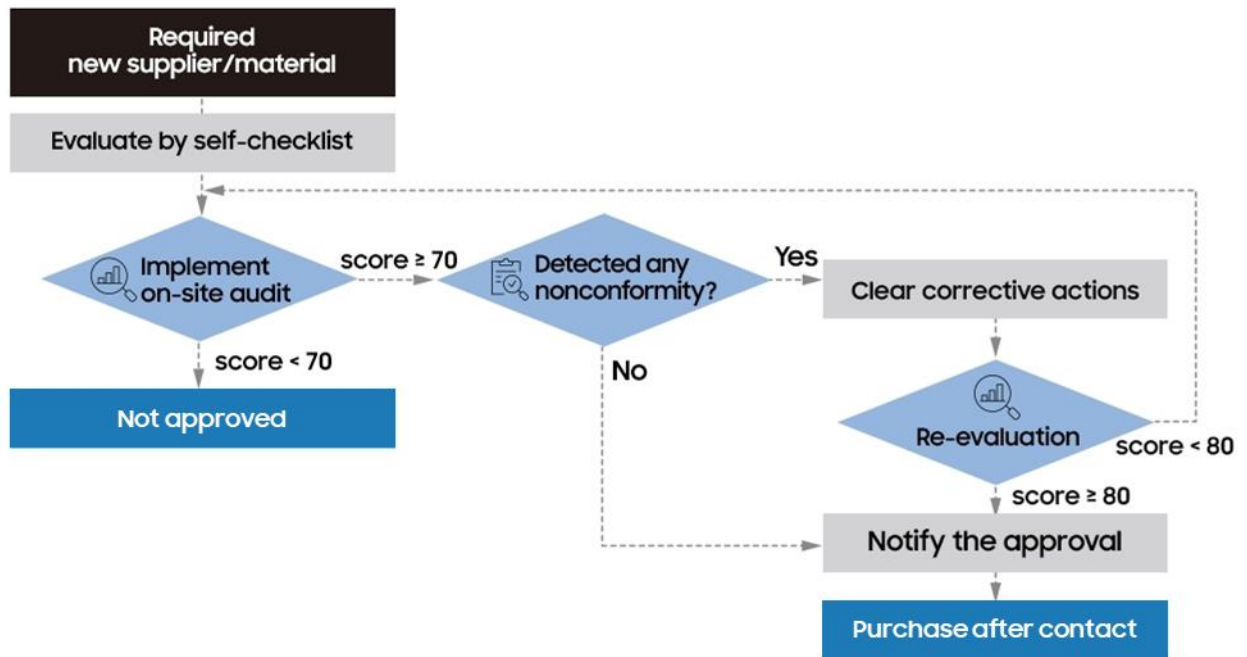 Required
new supplier/material
Evaluate by self-checklist
Implement
on-site audit
score ≥ 70
Detected any
nonconformity?
Yes
Clear corrective actions
score < 70
No
Not approved
Re-evaluation
score < 80
score ≥ 80
Notify the approval
Purchase after contact